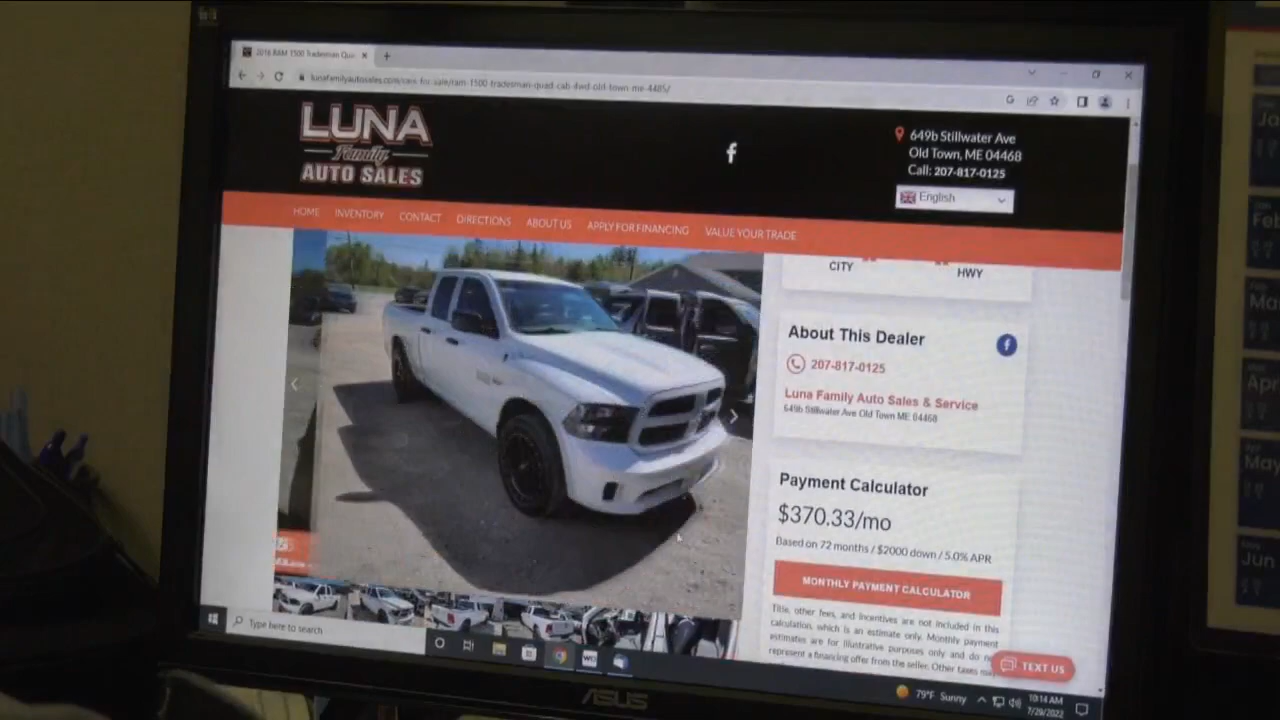 2016 RAM 1500 Tradesman Qua
lunafamilyautosales.com/cars-for-sale/ram-1500-tradesman-quad-cab-4wd-old-town-me-4485/
LUNA
Family
AUTO SALES
649b Stillwater Ave
Old Town, ME 04468
Call: 207-817-0125
English
HOME INVENTORY CONTACT DIRECTIONS ABOUT US APPLY FOR FINANCING VALUE YOUR TRADE
CITY HWY
About This Dealer
207-817-0125
Luna Family Auto Sales & Service
649b Stillwater Ave Old Town ME 04468
Payment Calculator
$370.33/mo
Based on 72 months / $2000 down / 5.0% APR
MONTHLY PAYMENT CALCULATOR
Title, other fees, and incentives are not included in this
calculation, which is an estimate only. Monthly payment
estimates are for illustrative purposes only and do no
represent a financing offer from the seller. Other taxes may
TEXT US
Type here to search
79°F Sunny
10:14 AM
7/29/2022
ASUS
Ja
Feb
Ma
Apr
May
Jun